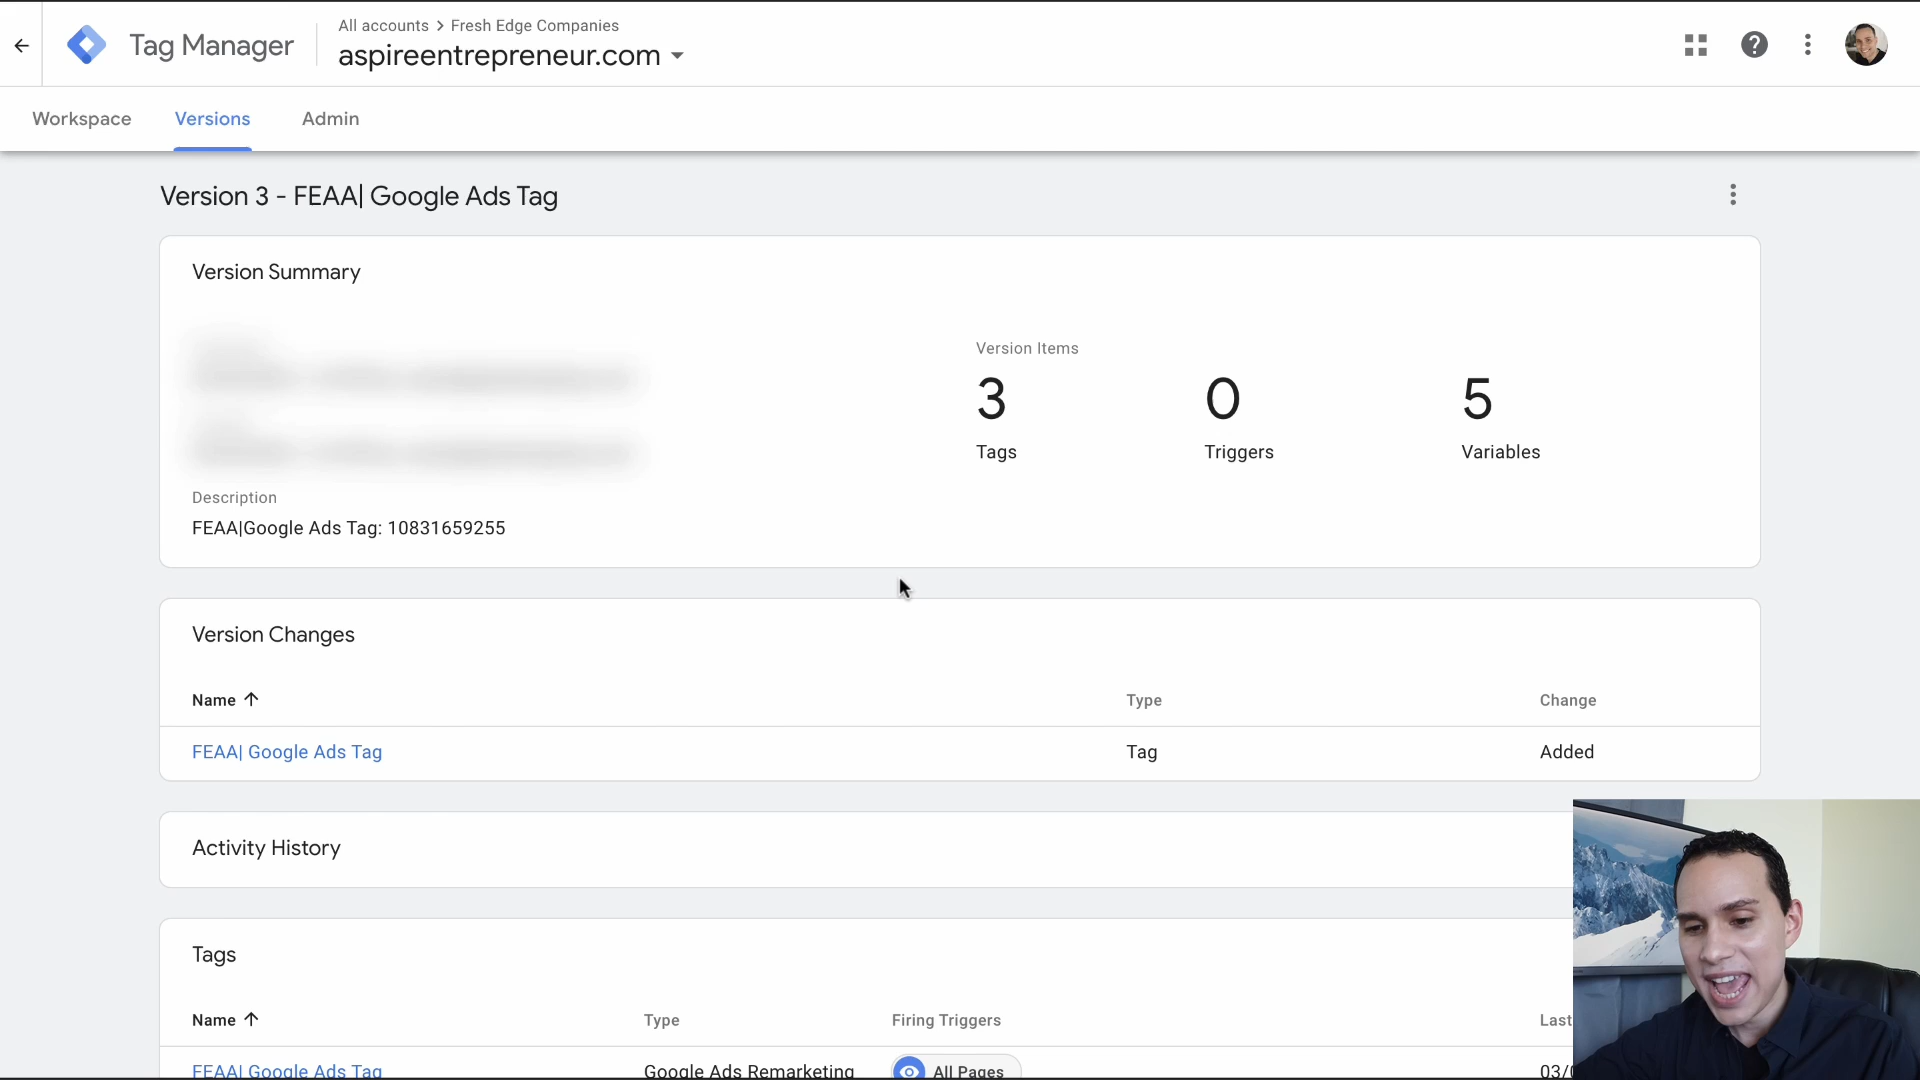 Tag Manager
All accounts > Fresh Edge Companies
aspireentrepreneur.com
Workspace
Versions
Admin
Version 3 - FEAA| Google Ads Tag
Version Summary
Version Items
3
0
5
Tags
Triggers
Variables
Description
FEAA|Google Ads Tag: 10831659255
Version Changes
Name
Type
Change
FEAA| Google Ads Tag
Tag
Added
Activity History
Tags
Name
Type
Firing Triggers
Last
FEAA| Google Ads Tag
Google Ads Remarketing
All Pages